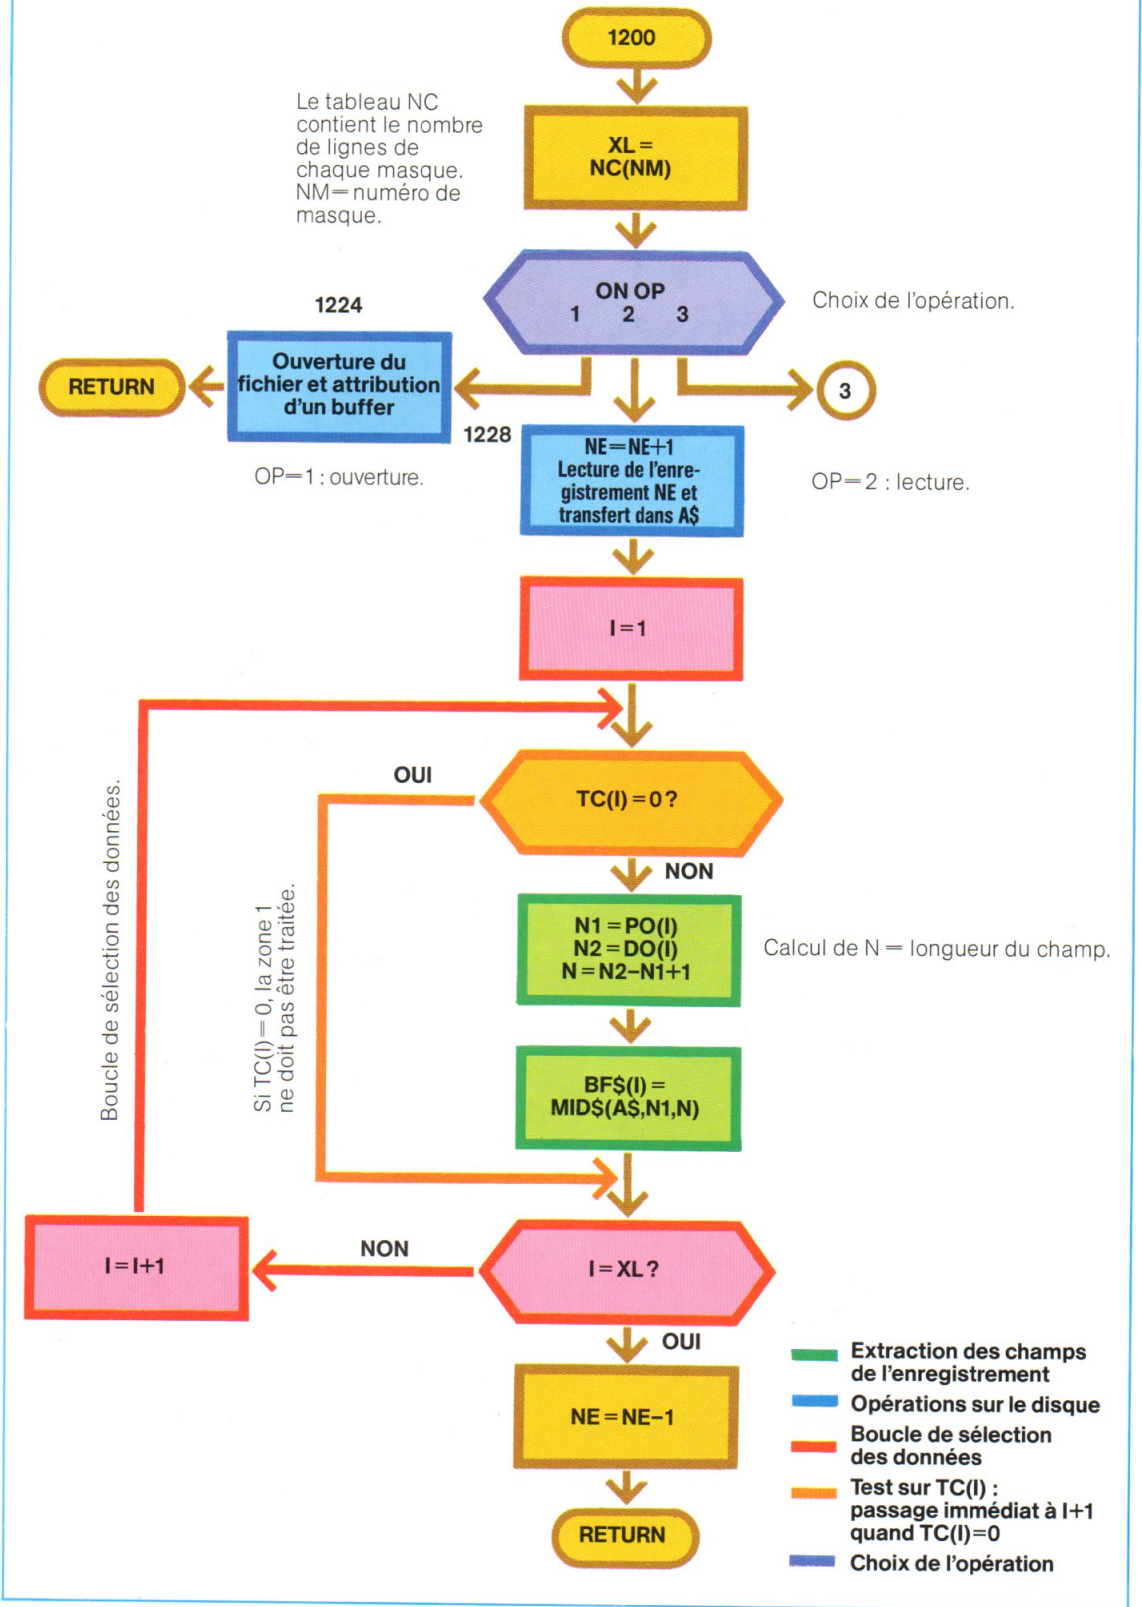 1200
Le tableau NC
contient le nombre
de lignes de
chaque masque.
NM=numéro de
masque.
XL=
NC(NM)
ON OP
1 2 3
Choix de l'opération.
1224
Ouverture du
fichier et attribution
d'un buffer
RETURN
3
OP=1 : ouverture.
1228
NE=NE+1
Lecture de l'enre-
gistrement NE et
transfert dans A$
OP=2 : lecture.
I=1
Boucle de sélection des données.
OUI
TC(I)=0?
NON
Si TC(I)=0, la zone 1
ne doit pas être traitée.
N1=PO(I)
N2=DO(I)
N=N2-N1+1
Calcul de N = longueur du champ.
BF$(I)=
MID$(A$,N1,N)
I=I+1
NON
I=XL?
OUI
NE=NE-1
RETURN
Extraction des champs
de l'enregistrement
Opérations sur le disque
Boucle de sélection
des données
Test sur TC(I) :
passage immédiat à I+1
quand TC(I)=0
Choix de l'opération